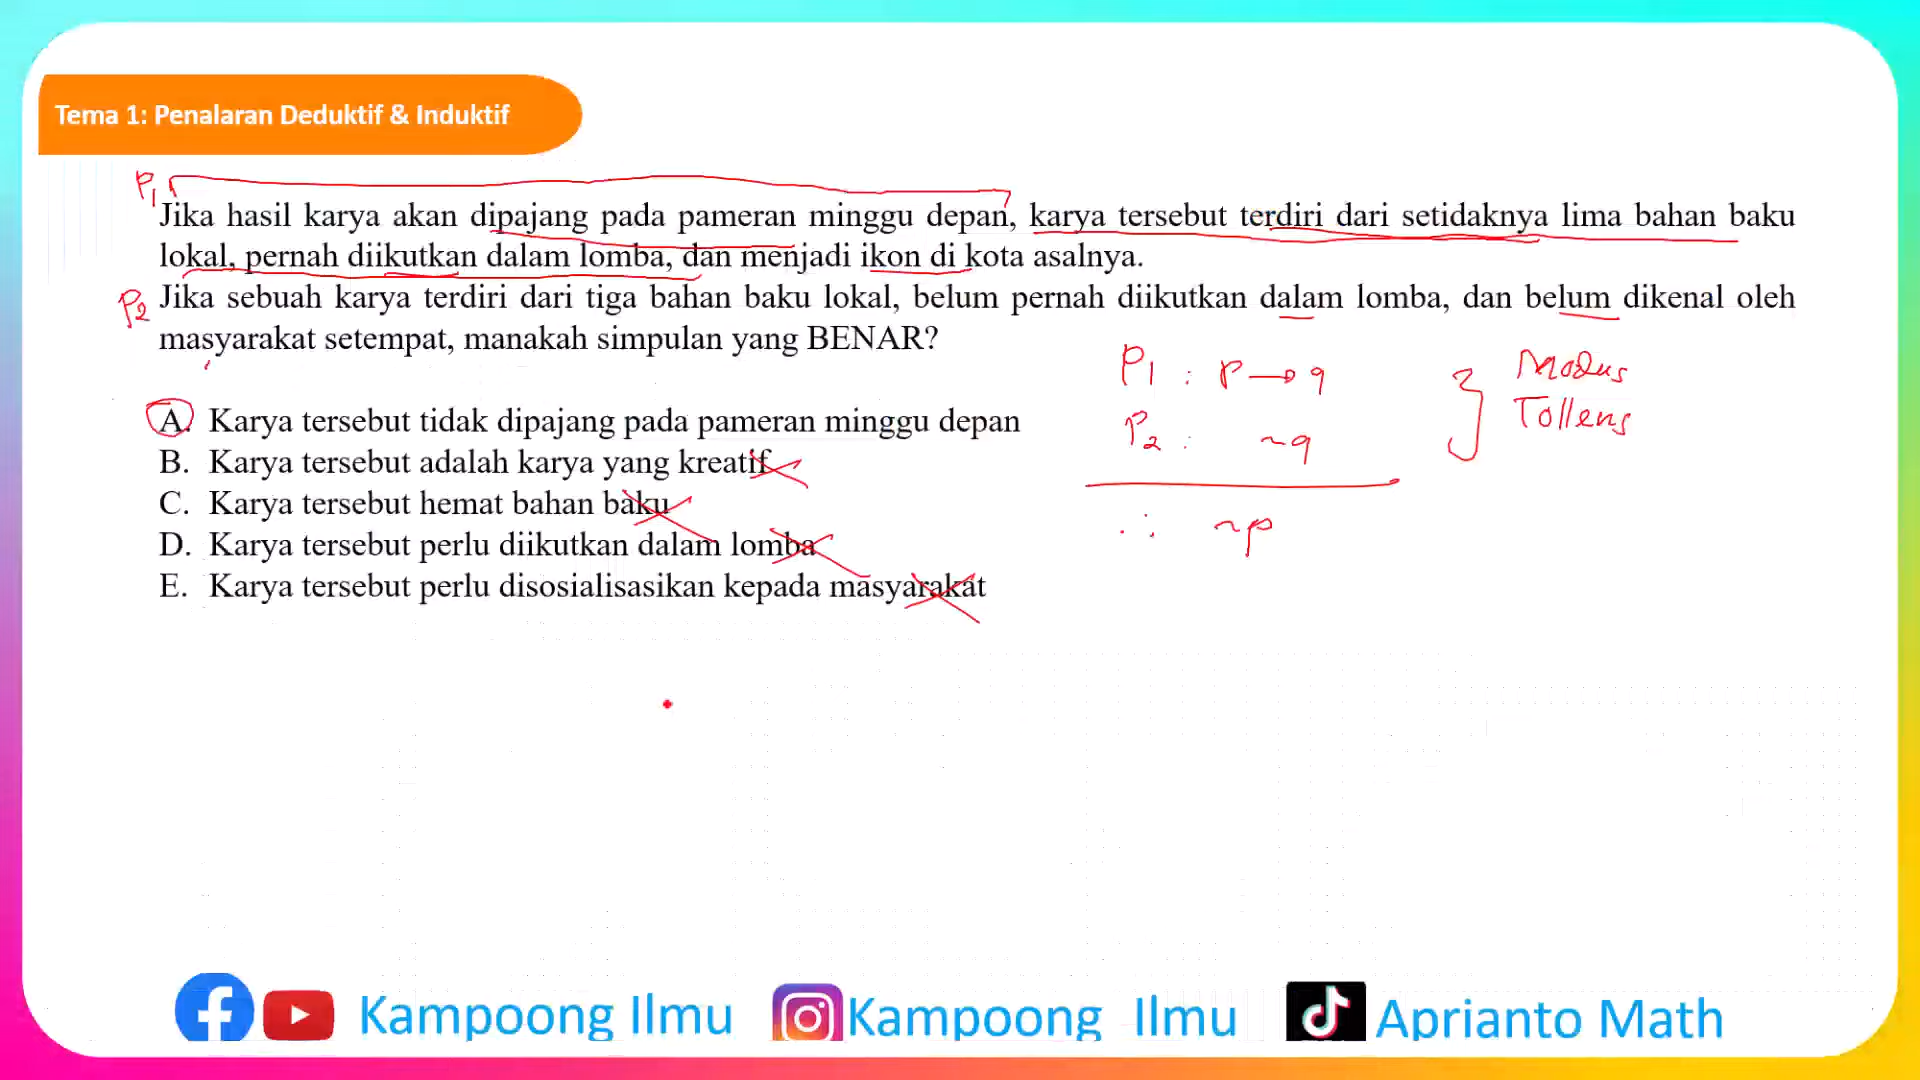 Tema 1: Penalaran Deduktif & Induktif
P1
Jika hasil karya akan dipajang pada pameran minggu depan, karya tersebut terdiri dari setidaknya lima bahan baku
lokal, pernah diikutkan dalam lomba, dan menjadi ikon di kota asalnya.
P2 Jika sebuah karya terdiri dari tiga bahan baku lokal, belum pernah diikutkan dalam lomba, dan belum dikenal oleh
masyarakat setempat, manakah simpulan yang BENAR?
A. Karya tersebut tidak dipajang pada pameran minggu depan
B. Karya tersebut adalah karya yang kreatif
C. Karya tersebut hemat bahan baku
D. Karya tersebut perlu diikutkan dalam lomba
E. Karya tersebut perlu disosialisasikan kepada masyarakat
P1 : P → q
P2 : ~q
∴ ~p
Modus
Tollens
Kampoong Ilmu
Kampoong Ilmu
Aprianto Math